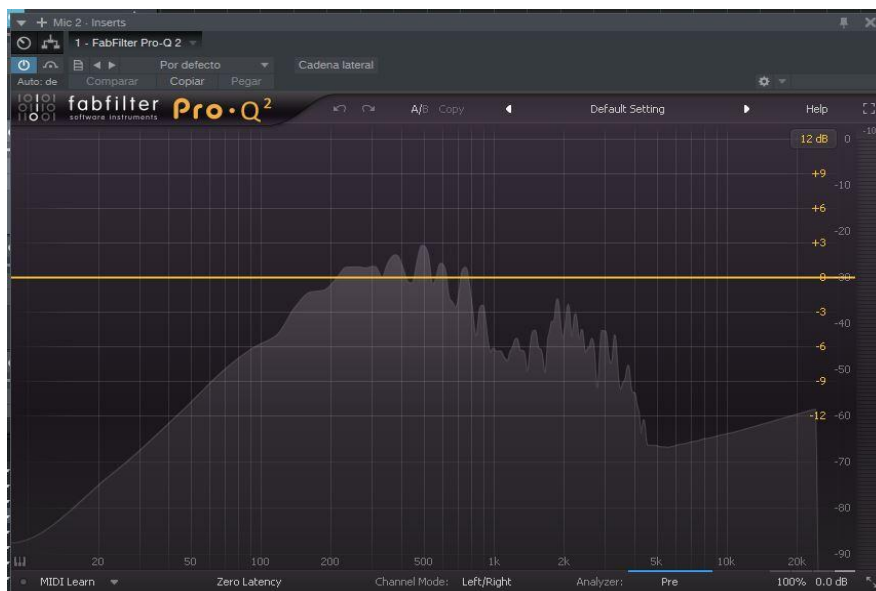 Mic 2 - Inserts
1 - FabFilter Pro-Q 2
Por defecto Cadena lateral
Auto: de Comparar Copiar Pegar
fabfilter Pro·Q² A/B Copy Default Setting Help
software instruments
12 dB 0 -10
+9
-10
+6
-20
+3
0 -30
-3
-40
-6
-50
-9
-12 -60
-70
-80
20 50 100 200 500 1k 2k 5k 10k 20k -90
MIDI Learn Zero Latency Channel Mode: Left/Right Analyzer: Pre 100% 0.0 dB